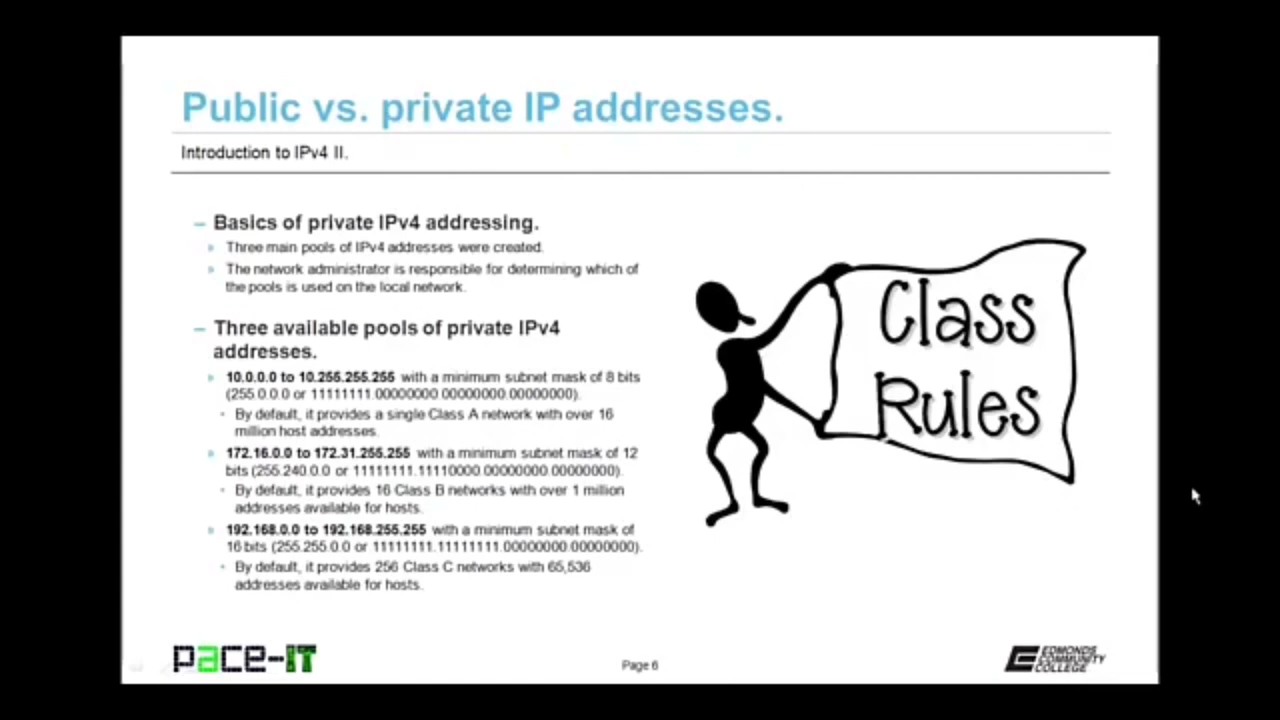 Public vs. private IP addresses.
Introduction to IPv4 II.
– Basics of private IPv4 addressing.
» Three main pools of IPv4 addresses were created.
» The network administrator is responsible for determining which of
the pools is used on the local network.
– Three available pools of private IPv4
addresses.
» 10.0.0.0 to 10.255.255.255 with a minimum subnet mask of 8 bits
(255.0.0.0 or 11111111.00000000.00000000.00000000).
• By default, it provides a single Class A network with over 16
million host addresses.
» 172.16.0.0 to 172.31.255.255 with a minimum subnet mask of 12
bits (255.240.0.0 or 11111111.11110000.00000000.00000000).
• By default, it provides 16 Class B networks with over 1 million
addresses available for hosts.
» 192.168.0.0 to 192.168.255.255 with a minimum subnet mask of
16 bits (255.255.0.0 or 11111111.11111111.00000000.00000000).
• By default, it provides 256 Class C networks with 65,536
addresses available for hosts.
Class
Rules
pace-IT
Page 6
EDMONDS
COMMUNITY
COLLEGE